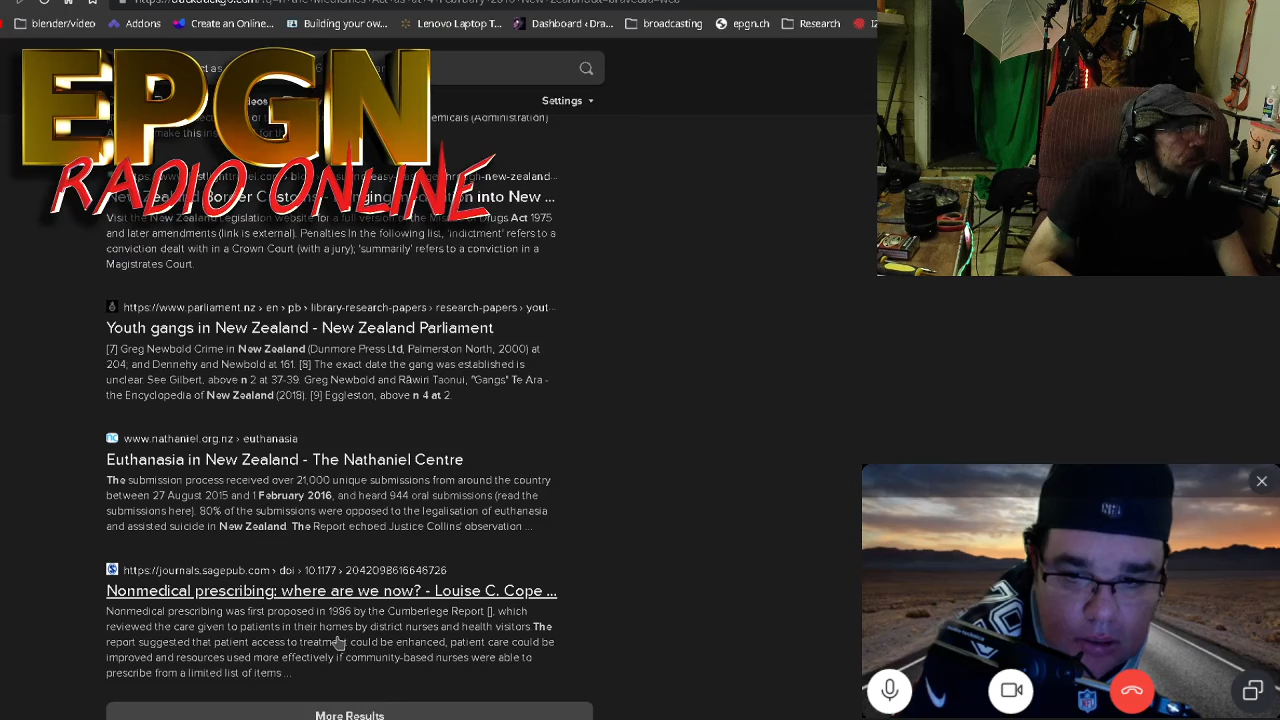 Addons
blender/video
Create an Online...
Building your ow...
Lenovo Laptop T...
Dashboard ‹ Dra...
broadcasting
epgn.ch
Research
EPGN
RADIO ONLINE
Settings
New Zealand Border Customs - Bringing medication into New ...
Visit the New Zealand Legislation website for a full version of the Misuse of Drugs Act 1975
and later amendments (link is external). Penalties In the following list, 'indictment' refers to a
conviction dealt with in a Crown Court (with a jury); 'summarily' refers to a conviction in a
Magistrates Court.
https://www.parliament.nz › en › pb › library-research-papers › research-papers › yout...
Youth gangs in New Zealand - New Zealand Parliament
[7] Greg Newbold Crime in New Zealand (Dunmore Press Ltd, Palmerston North, 2000) at
204; and Dennehy and Newbold at 161. [8] The exact date the gang was established is
unclear. See Gilbert, above n 2 at 37-39. Greg Newbold and Rāwiri Taonui, "Gangs" Te Ara -
the Encyclopedia of New Zealand (2018). [9] Eggleston, above n 4 at 2.
www.nathaniel.org.nz › euthanasia
Euthanasia in New Zealand - The Nathaniel Centre
The submission process received over 21,000 unique submissions from around the country
between 27 August 2015 and 1 February 2016, and heard 944 oral submissions (read the
submissions here). 80% of the submissions were opposed to the legalisation of euthanasia
and assisted suicide in New Zealand. The Report echoed Justice Collins' observation ...
https://journals.sagepub.com › doi › 10.1177 › 2042098616646726
Nonmedical prescribing: where are we now? - Louise C. Cope ...
Nonmedical prescribing was first proposed in 1986 by the Cumberlege Report [], which
reviewed the care given to patients in their homes by district nurses and health visitors. The
report suggested that patient access to treatment could be enhanced, patient care could be
improved and resources used more effectively if community-based nurses were able to
prescribe from a limited list of items ...
More Results
NFL
NFL